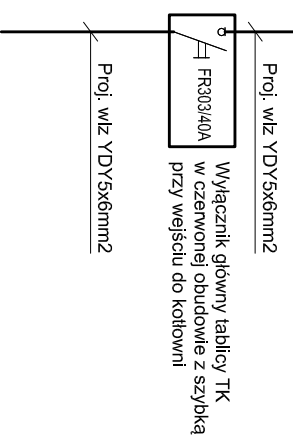 Proj. wlz YDY5x6mm2
FR303/40A
Wyłącznik główny tablicy TK
w czerwonej obudowie z szybką
przy wejściu do kotłowni
Proj. wlz YDY5x6mm2